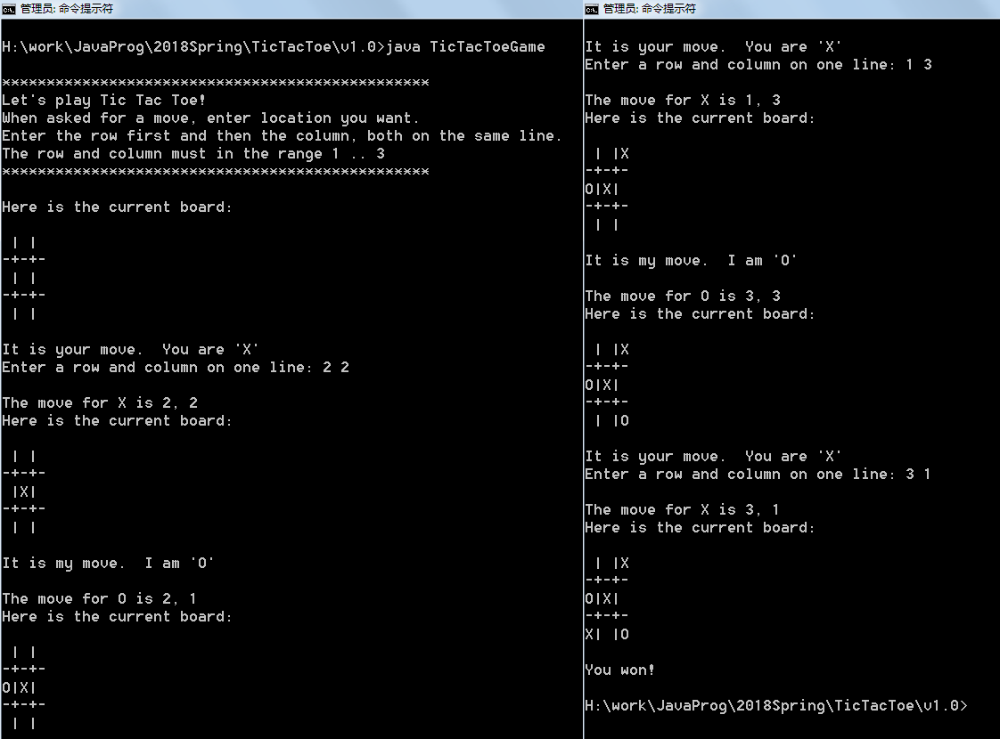 管理员: 命令提示符
H:\work\JavaProg\2018Spring\TicTacToe\v1.0>java TicTacToeGame
************************************************
Let's play Tic Tac Toe!
When asked for a move, enter location you want.
Enter the row first and then the column, both on the same line.
The row and column must in the range 1 .. 3
************************************************
Here is the current board:
 | |
-+-+-
 | |
-+-+-
 | |
It is your move.  You are 'X'
Enter a row and column on one line: 2 2
The move for X is 2, 2
Here is the current board:
 | |
-+-+-
 |X|
-+-+-
 | |
It is my move.  I am 'O'
The move for O is 2, 1
Here is the current board:
 | |
-+-+-
O|X|
-+-+-
 | |
管理员: 命令提示符
It is your move.  You are 'X'
Enter a row and column on one line: 1 3
The move for X is 1, 3
Here is the current board:
 | |X
-+-+-
O|X|
-+-+-
 | |
It is my move.  I am 'O'
The move for O is 3, 3
Here is the current board:
 | |X
-+-+-
O|X|
-+-+-
 | |O
It is your move.  You are 'X'
Enter a row and column on one line: 3 1
The move for X is 3, 1
Here is the current board:
 | |X
-+-+-
O|X|
-+-+-
X| |O
You won!
H:\work\JavaProg\2018Spring\TicTacToe\v1.0>